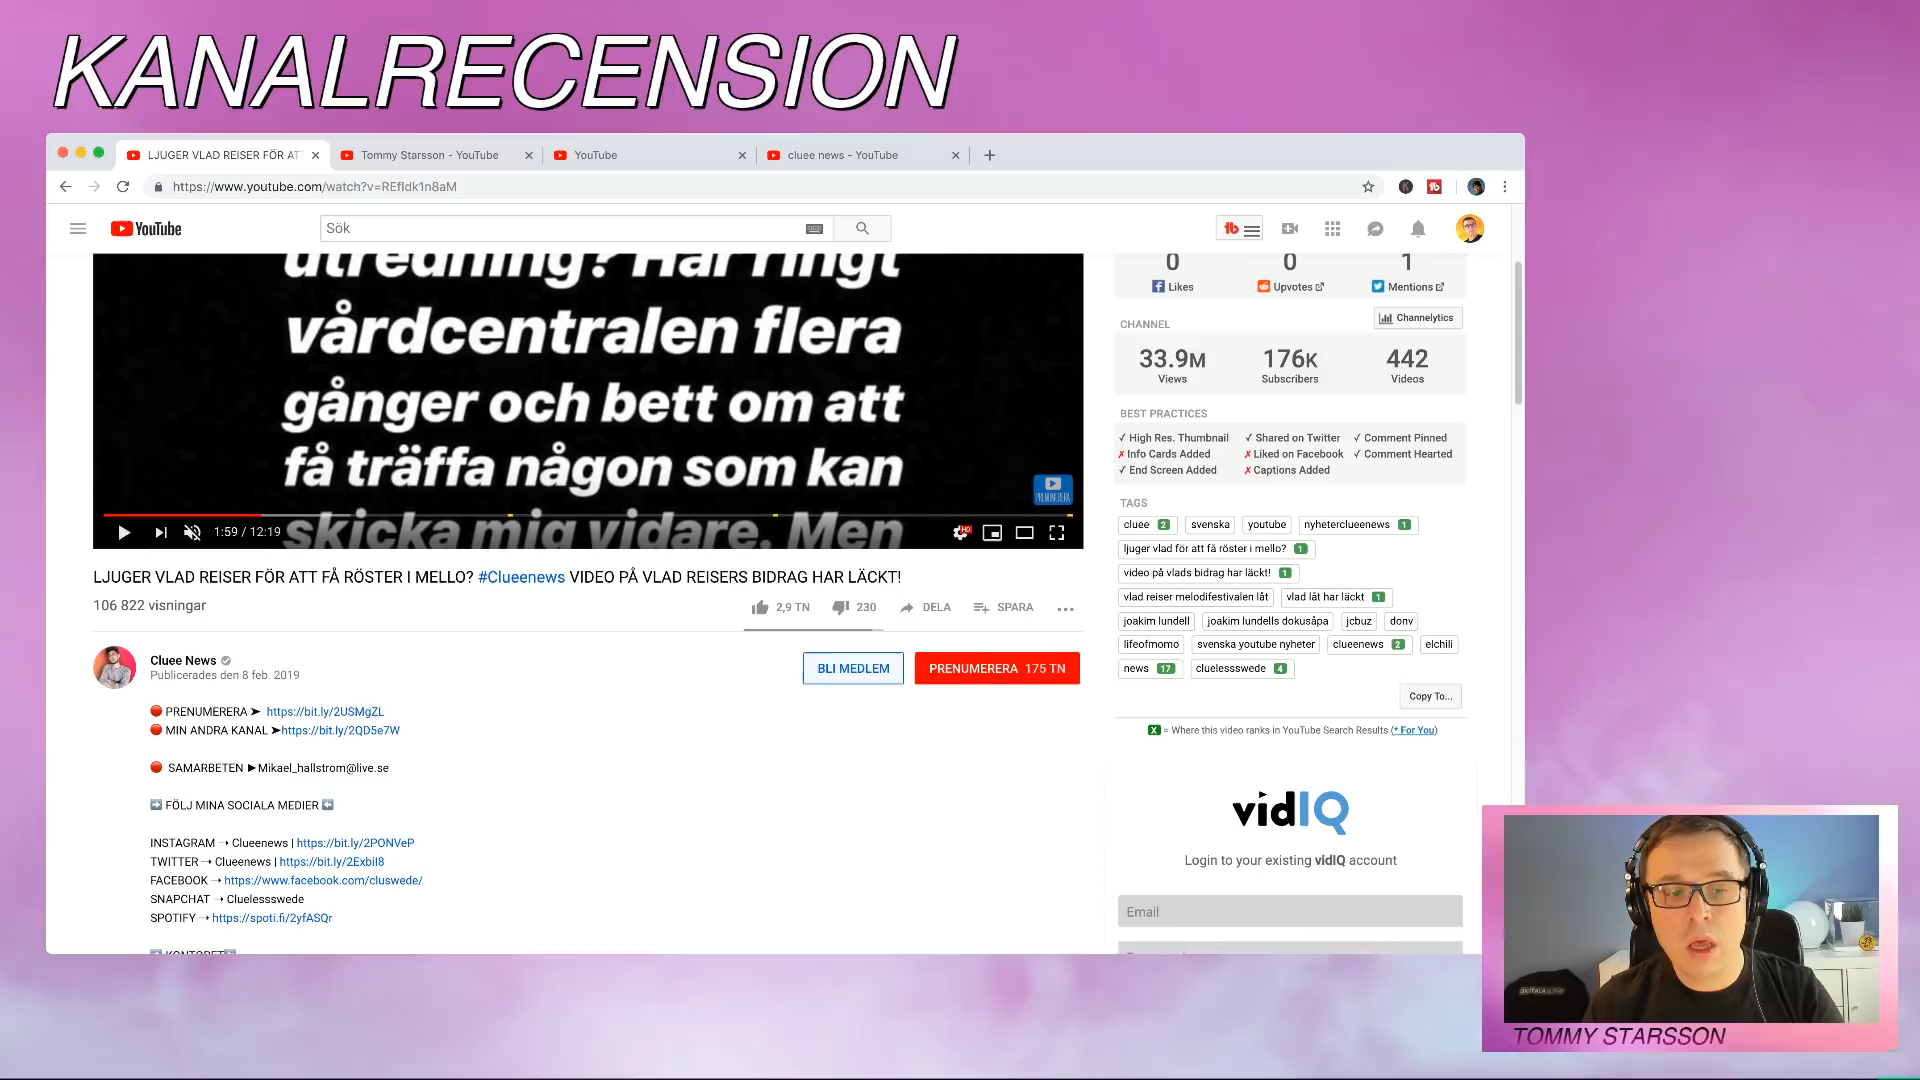 KANALRECENSION
LJUGER VLAD REISER FÖR ATT
Tommy Starsson - YouTube
YouTube
cluee news - YouTube
https://www.youtube.com/watch?v=REfIdk1n8aM
YouTube
Sök
utredning? Har ringt
vårdcentralen flera
gånger och bett om att
få träffa någon som kan
skicka mig vidare. Men
PRENUMERERA
1:59 / 12:19
HD
LJUGER VLAD REISER FÖR ATT FÅ RÖSTER I MELLO? #Clueenews VIDEO PÅ VLAD REISERS BIDRAG HAR LÄCKT!
106 822 visningar
2,9 TN
230
DELA
SPARA
Cluee News
Publicerades den 8 feb. 2019
BLI MEDLEM
PRENUMERERA 175 TN
PRENUMERERA ➤ https://bit.ly/2USMgZL
MIN ANDRA KANAL ➤https://bit.ly/2QD5e7W
SAMARBETEN ►Mikael_hallstrom@live.se
➡ FÖLJ MINA SOCIALA MEDIER ⬅
INSTAGRAM → Clueenews | https://bit.ly/2PONVeP
TWITTER → Clueenews | https://bit.ly/2ExbiI8
FACEBOOK → https://www.facebook.com/cluswede/
SNAPCHAT → Cluelessswede
SPOTIFY → https://spoti.fi/2yfASQr
0 0 1
Likes Upvotes Mentions
CHANNEL
Channelytics
33.9M 176K 442
Views Subscribers Videos
BEST PRACTICES
✓ High Res. Thumbnail ✓ Shared on Twitter ✓ Comment Pinned
✗ Info Cards Added ✗ Liked on Facebook ✓ Comment Hearted
✓ End Screen Added ✗ Captions Added
TAGS
cluee 2 svenska youtube nyheterclueenews 1
ljuger vlad för att få röster i mello? 1
video på vlads bidrag har läckt! 1
vlad reiser melodifestivalen låt vlad låt har läckt 1
joakim lundell joakim lundells dokusåpa jcbuz donv
lifeofmomo svenska youtube nyheter clueenews 2 elchili
news 17 cluelessswede 4
Copy To...
X = Where this video ranks in YouTube Search Results (* For You)
vidIQ
Login to your existing vidIQ account
Email
TOMMY STARSSON